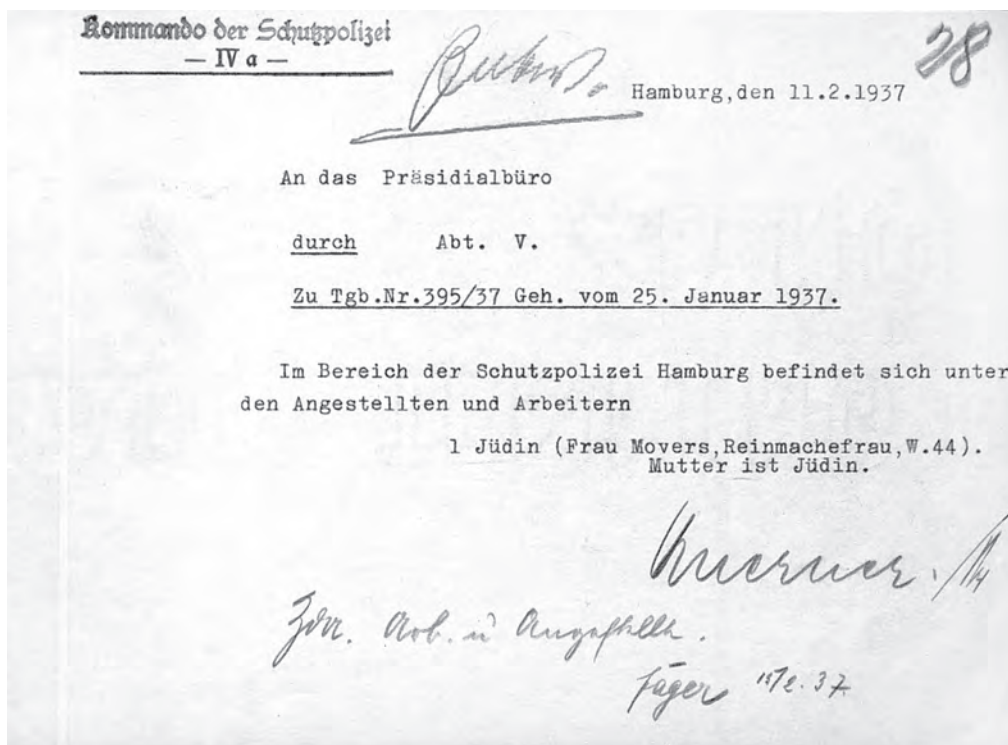 Kommando der Schutzpolizei
— IV a —
28
Hamburg,den 11.2.1937
An das Präsidialbüro
durch Abt. V.
Zu Tgb.Nr.395/37 Geh. vom 25. Januar 1937.
Im Bereich der Schutzpolizei Hamburg befindet sich unter
den Angestellten und Arbeitern
1 Jüdin (Frau Movers,Reinmachefrau,W.44).
Mutter ist Jüdin.
Arb. u Angestellte.
Jäger 15/2.37